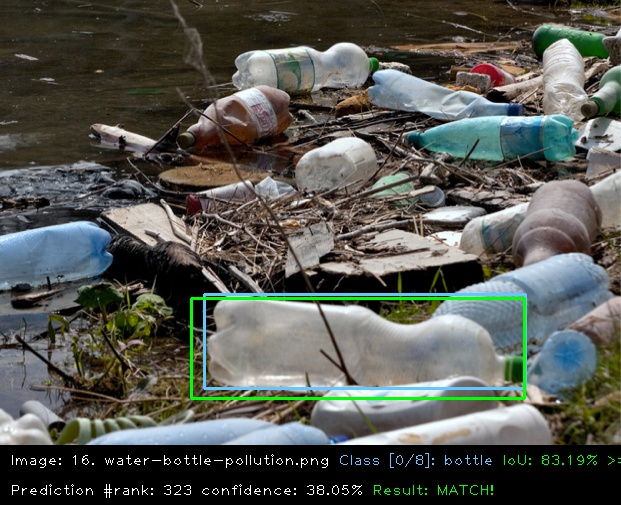 Image: 16. water-bottle-pollution.png Class [0/8]: bottle IoU: 83.19% >=
Prediction #rank: 323 confidence: 38.05% Result: MATCH!